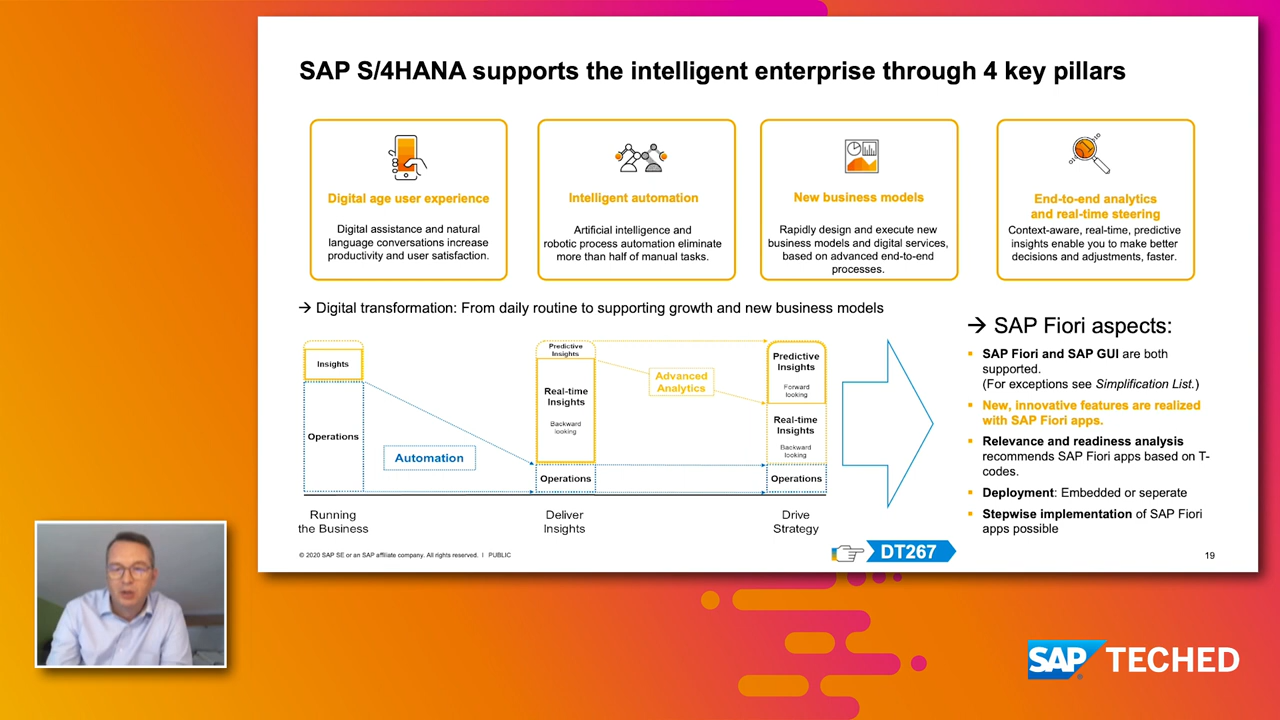 SAP S/4HANA supports the intelligent enterprise through 4 key pillars
Digital age user experience
Digital assistance and natural
language conversations increase
productivity and user satisfaction.
Intelligent automation
Artificial intelligence and
robotic process automation eliminate
more than half of manual tasks.
New business models
Rapidly design and execute new
business models and digital services,
based on advanced end-to-end
processes.
End-to-end analytics
and real-time steering
Context-aware, real-time, predictive
insights enable you to make better
decisions and adjustments, faster.
→ Digital transformation: From daily routine to supporting growth and new business models
Insights
Operations
Running
the Business
Automation
Predictive
Insights
Real-time
Insights
Backward
looking
Operations
Deliver
Insights
Advanced
Analytics
Predictive
Insights
Forward
looking
Real-time
Insights
Backward
looking
Operations
Drive
Strategy
→ SAP Fiori aspects:
▪ SAP Fiori and SAP GUI are both
supported.
(For exceptions see Simplification List.)
▪ New, innovative features are realized
with SAP Fiori apps.
▪ Relevance and readiness analysis
recommends SAP Fiori apps based on T-
codes.
▪ Deployment: Embedded or seperate
▪ Stepwise implementation of SAP Fiori
apps possible
© 2020 SAP SE or an SAP affiliate company. All rights reserved. I PUBLIC
DT267
19
SAP TECHED